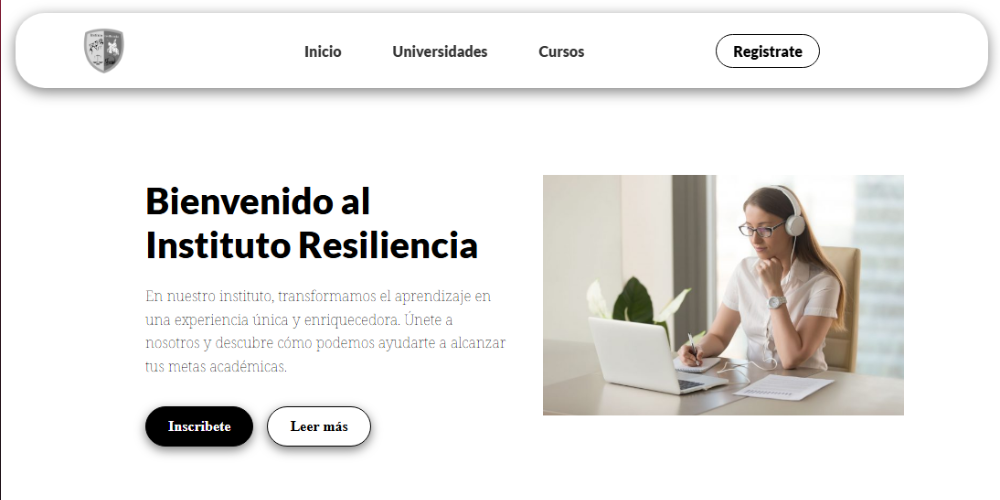 Inicio
Universidades
Cursos
Registrate
Bienvenido al
Instituto Resiliencia
En nuestro instituto, transformamos el aprendizaje en
una experiencia única y enriquecedora. Únete a
nosotros y descubre cómo podemos ayudarte a alcanzar
tus metas académicas.
Inscribete
Leer más